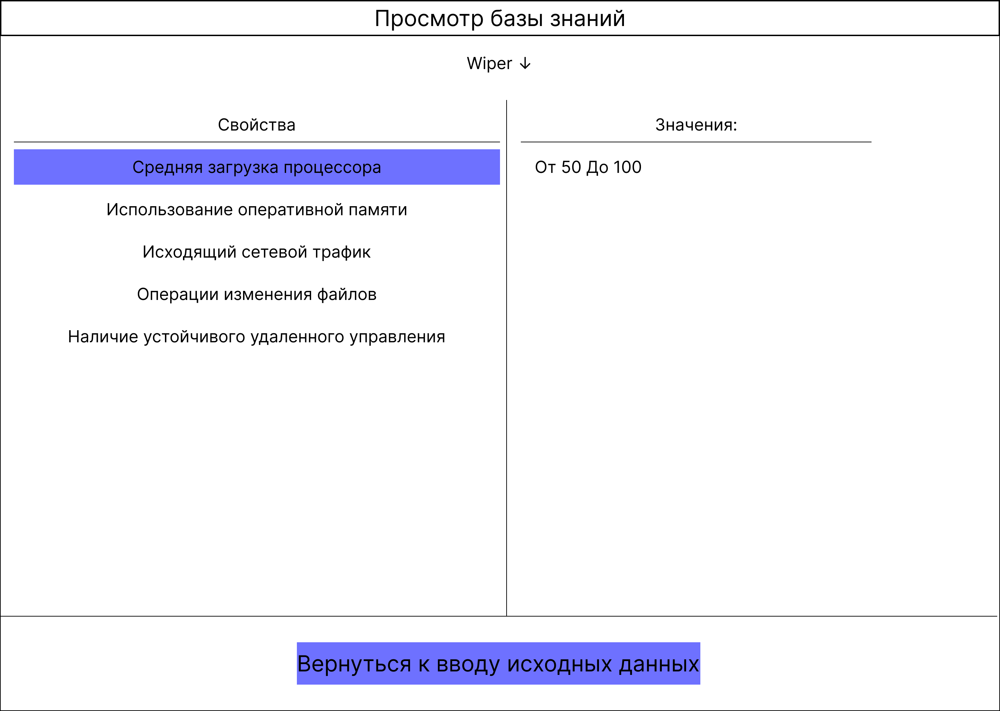 Просмотр базы знаний
Wiper ↓
Свойства
Значения:
Средняя загрузка процессора
От 50 До 100
Использование оперативной памяти
Исходящий сетевой трафик
Операции изменения файлов
Наличие устойчивого удаленного управления
Вернуться к вводу исходных данных